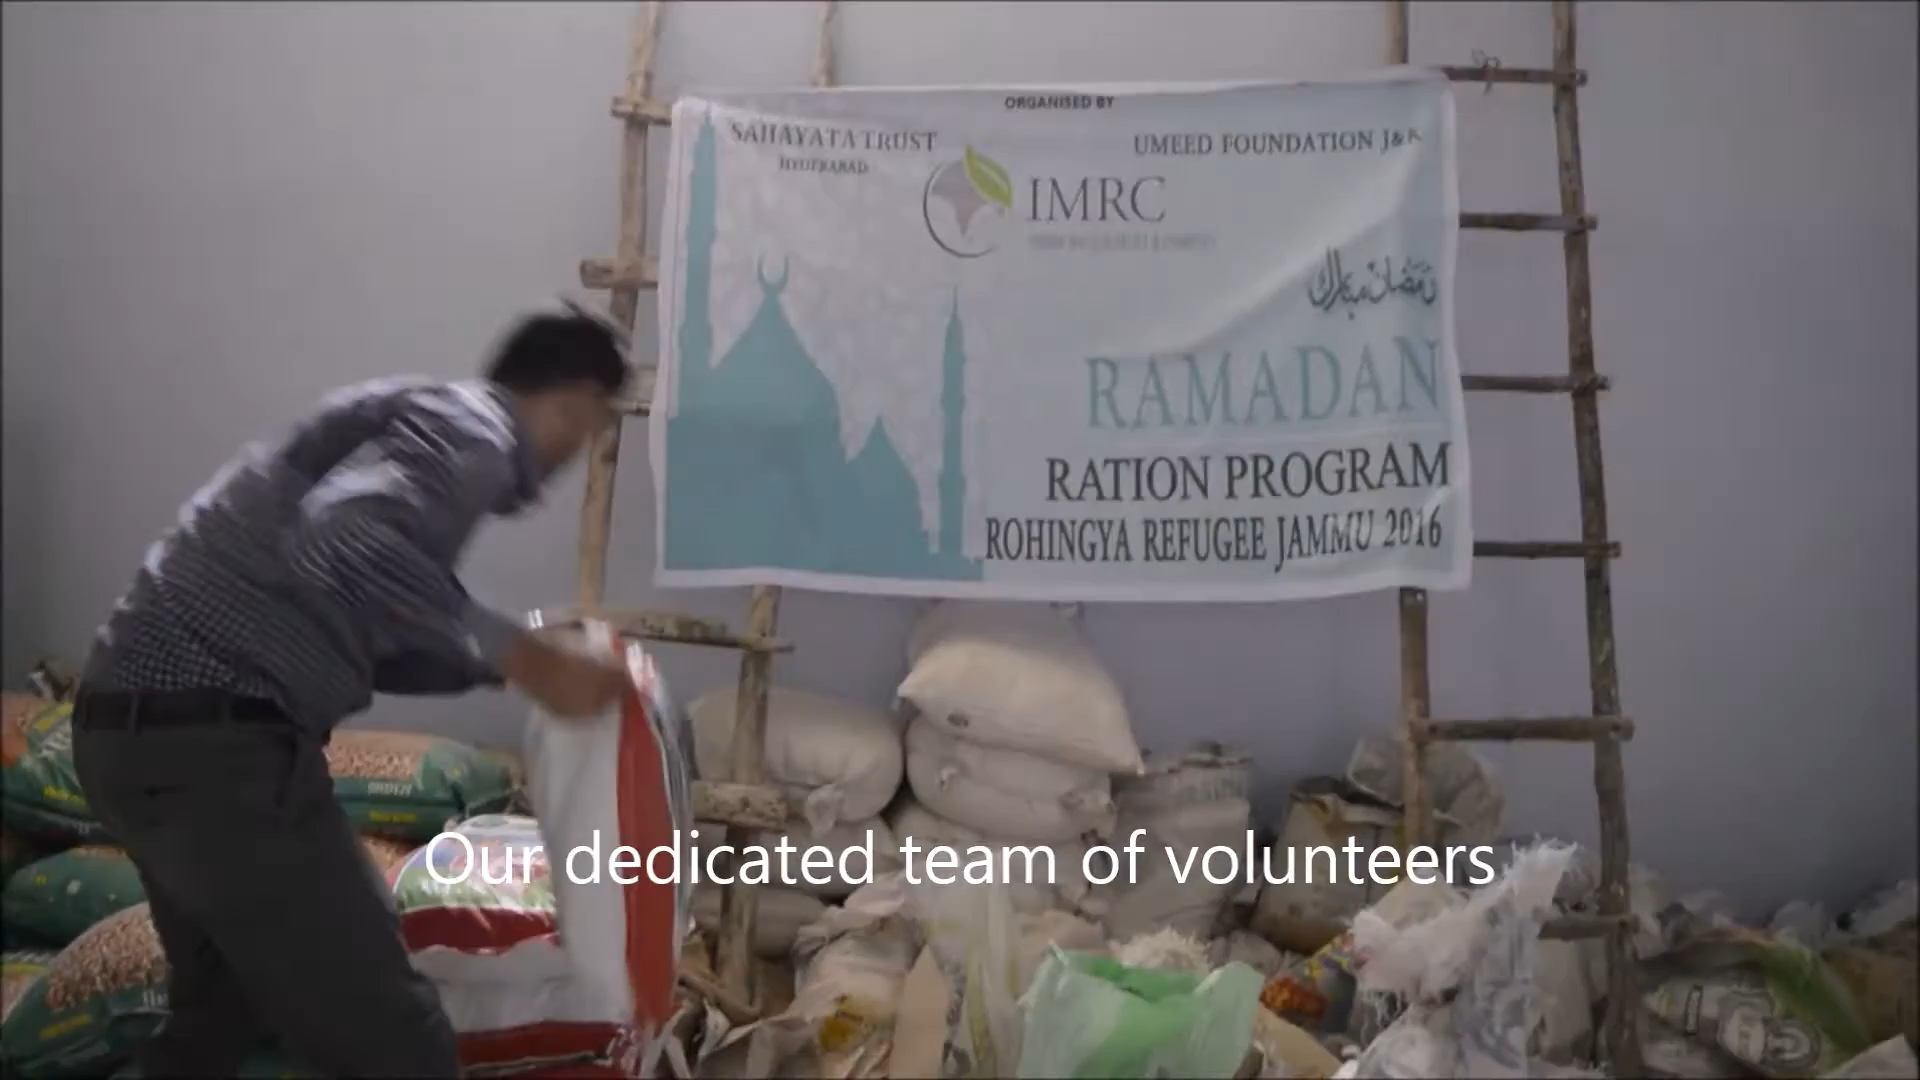 ORGANISED BY
SAHAYATA TRUST
HYDERABAD
UMEED FOUNDATION J&K
IMRC
رمضان مبارك
RAMADAN
RATION PROGRAM
ROHINGYA REFUGEE JAMMU 2016
Our dedicated team of volunteers